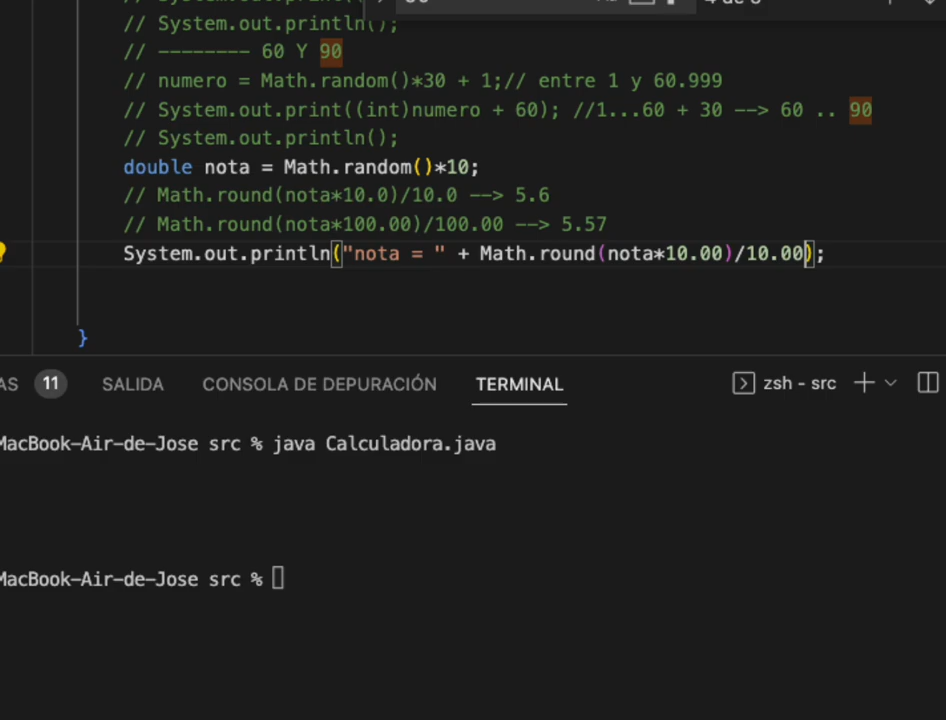 // System.out.println();
// -------- 60 Y 90
// numero = Math.random()*30 + 1;// entre 1 y 60.999
// System.out.print((int)numero + 60); //1...60 + 30 --> 60 .. 90
// System.out.println();
double nota = Math.random()*10;
// Math.round(nota*10.0)/10.0 --> 5.6
// Math.round(nota*100.00)/100.00 --> 5.57
System.out.println("nota = " + Math.round(nota*10.00)/10.00);
}
AS 11 SALIDA CONSOLA DE DEPURACIÓN TERMINAL zsh - src
MacBook-Air-de-Jose src % java Calculadora.java
MacBook-Air-de-Jose src %